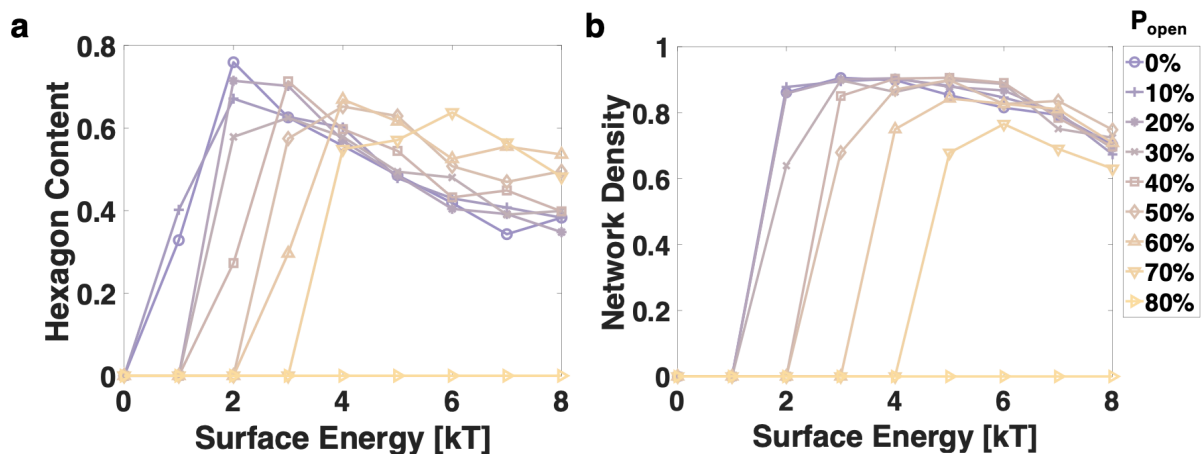 a
Hexagon Content
0.8
0.6
0.4
0.2
0
0 2 4 6 8
Surface Energy [kT]
b
Network Density
1
0.8
0.6
0.4
0.2
0
0 2 4 6 8
Surface Energy [kT]
Popen
0%
10%
20%
30%
40%
50%
60%
70%
80%